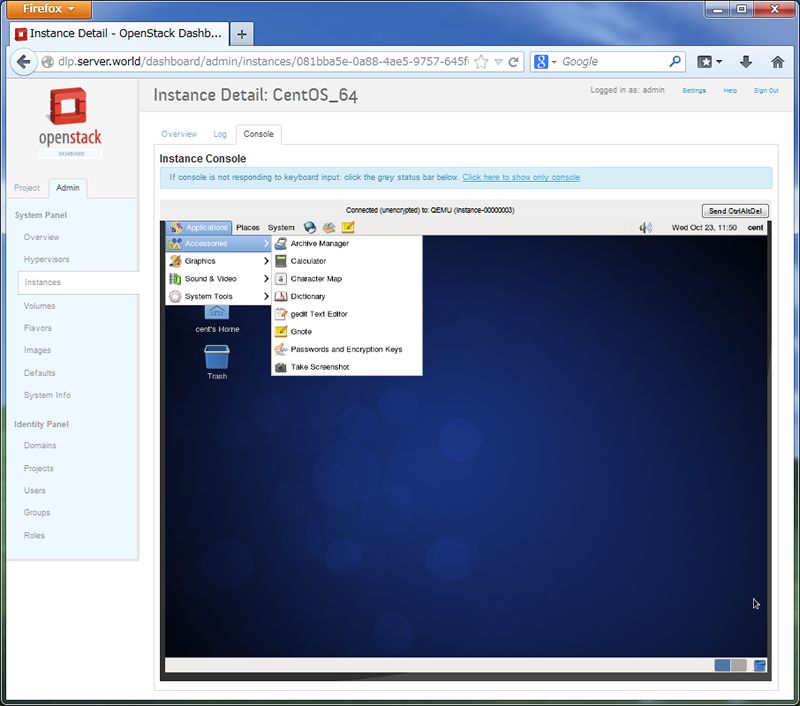 Firefox
Instance Detail - OpenStack Dashb...
dlp.server.world/dashboard/admin/instances/081bba5e-0a88-4ae5-9757-645f
Google
openstack
DASHBOARD
Instance Detail: CentOS_64
Logged in as: admin
Settings
Help
Sign Out
Overview
Log
Console
Project
Admin
System Panel
Overview
Hypervisors
Instances
Volumes
Flavors
Images
Defaults
System Info
Identity Panel
Domains
Projects
Users
Groups
Roles
Instance Console
If console is not responding to keyboard input: click the grey status bar below. Click here to show only console
Connected (unencrypted) to: QEMU (instance-00000003)
Send CtrlAltDel
Applications
Places
System
Wed Oct 23, 11:50
cent
Accessories
Graphics
Sound & Video
System Tools
Archive Manager
Calculator
Character Map
Dictionary
gedit Text Editor
Gnote
Passwords and Encryption Keys
Take Screenshot
cent's Home
Trash